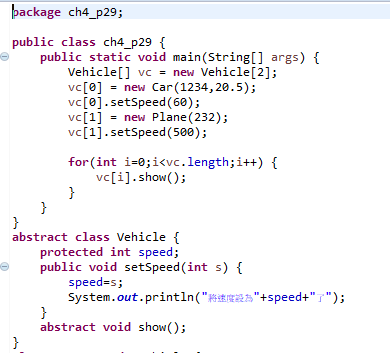 package ch4_p29;
public class ch4_p29 {
public static void main(String[] args) {
Vehicle[] vc = new Vehicle[2];
vc[0] = new Car(1234,20.5);
vc[0].setSpeed(60);
vc[1] = new Plane(232);
vc[1].setSpeed(500);
for(int i=0;i<vc.length;i++) {
vc[i].show();
}
}
}
abstract class Vehicle {
protected int speed;
public void setSpeed(int s) {
speed=s;
System.out.println("將速度設為"+speed+"了");
}
abstract void show();
}